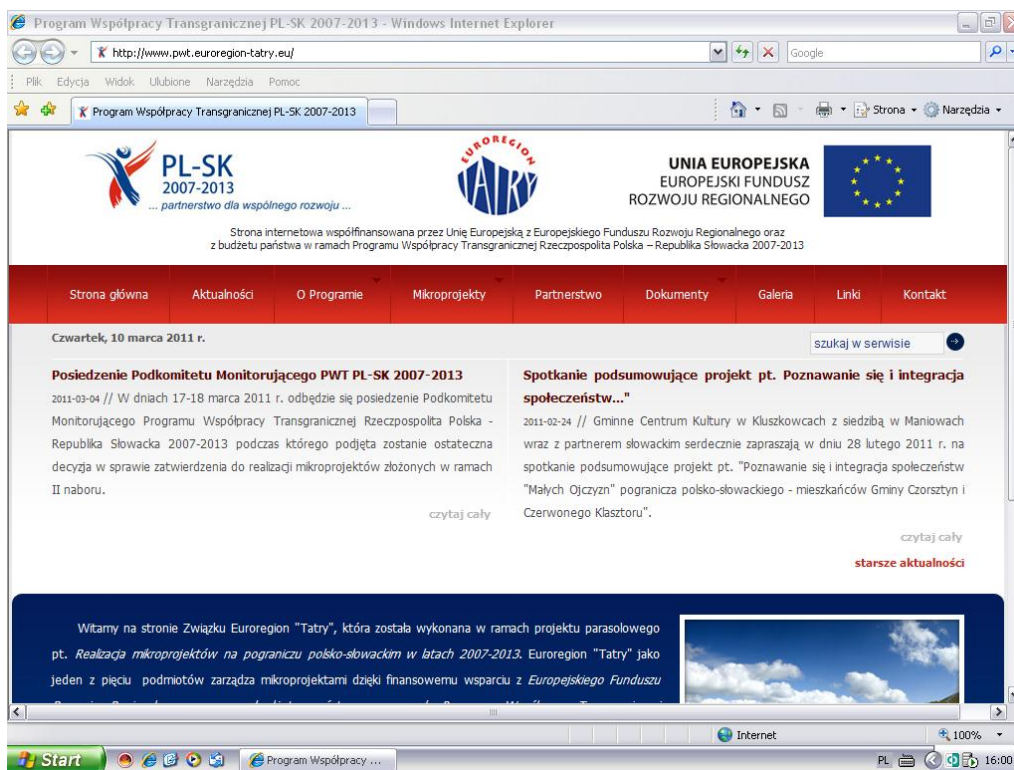 Program Współpracy Transgranicznej PL-SK 2007-2013 - Windows Internet Explorer
http://www.pwt.euroregion-tatry.eu/
Google
Plik Edycja Widok Ulubione Narzędzia Pomoc
Program Współpracy Transgranicznej PL-SK 2007-2013
Strona Narzędzia
PL-SK
2007-2013
... partnerstwo dla wspólnego rozwoju ...
EUROREGION
TATRY
UNIA EUROPEJSKA
EUROPEJSKI FUNDUSZ
ROZWOJU REGIONALNEGO
Strona internetowa współfinansowana przez Unię Europejską z Europejskiego Funduszu Rozwoju Regionalnego oraz
z budżetu państwa w ramach Programu Współpracy Transgranicznej Rzeczpospolita Polska – Republika Słowacka 2007-2013
Strona główna Aktualności O Programie Mikroprojekty Partnerstwo Dokumenty Galeria Linki Kontakt
Czwartek, 10 marca 2011 r.
szukaj w serwisie
Posiedzenie Podkomitetu Monitorującego PWT PL-SK 2007-2013
2011-03-04 // W dniach 17-18 marca 2011 r. odbędzie się posiedzenie Podkomitetu
Monitorującego Programu Współpracy Transgranicznej Rzeczpospolita Polska -
Republika Słowacka 2007-2013 podczas którego podjęta zostanie ostateczna
decyzja w sprawie zatwierdzenia do realizacji mikroprojektów złożonych w ramach
II naboru.
czytaj cały
Spotkanie podsumowujące projekt pt. Poznawanie się i integracja
społeczeństw..."
2011-02-24 // Gminne Centrum Kultury w Kluszkowcach z siedzibą w Maniowach
wraz z partnerem słowackim serdecznie zapraszają w dniu 28 lutego 2011 r. na
spotkanie podsumowujące projekt pt. "Poznawanie się i integracja społeczeństw
"Małych Ojczyzn" pogranicza polsko-słowackiego - mieszkańców Gminy Czorsztyn i
Czerwonego Klasztoru".
czytaj cały
starsze aktualności
Witamy na stronie Związku Euroregion "Tatry", która została wykonana w ramach projektu parasolowego
pt. Realizacja mikroprojektów na pograniczu polsko-słowackim w latach 2007-2013. Euroregion "Tatry" jako
jeden z pięciu podmiotów zarządza mikroprojektami dzięki finansowemu wsparciu z Europejskiego Funduszu
Internet
100%
Start
Program Współpracy ...
PL
16:00